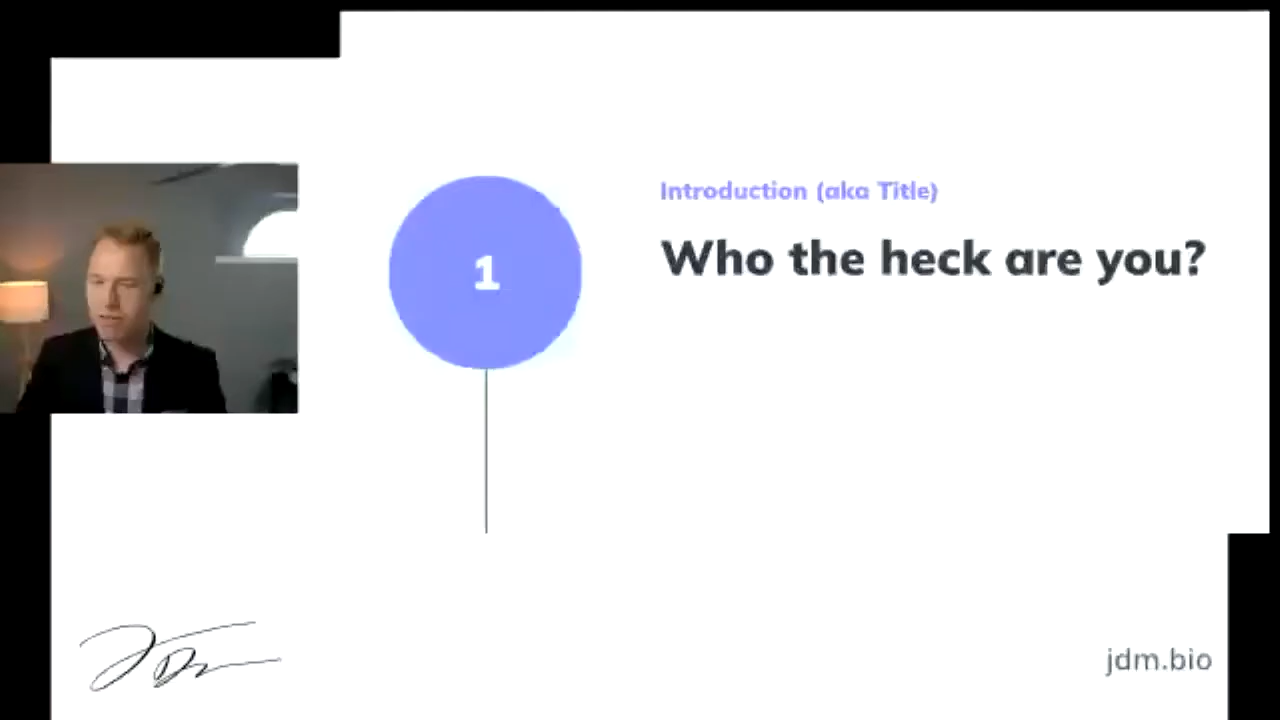 Introduction (aka Title)
1
Who the heck are you?
jdm.bio